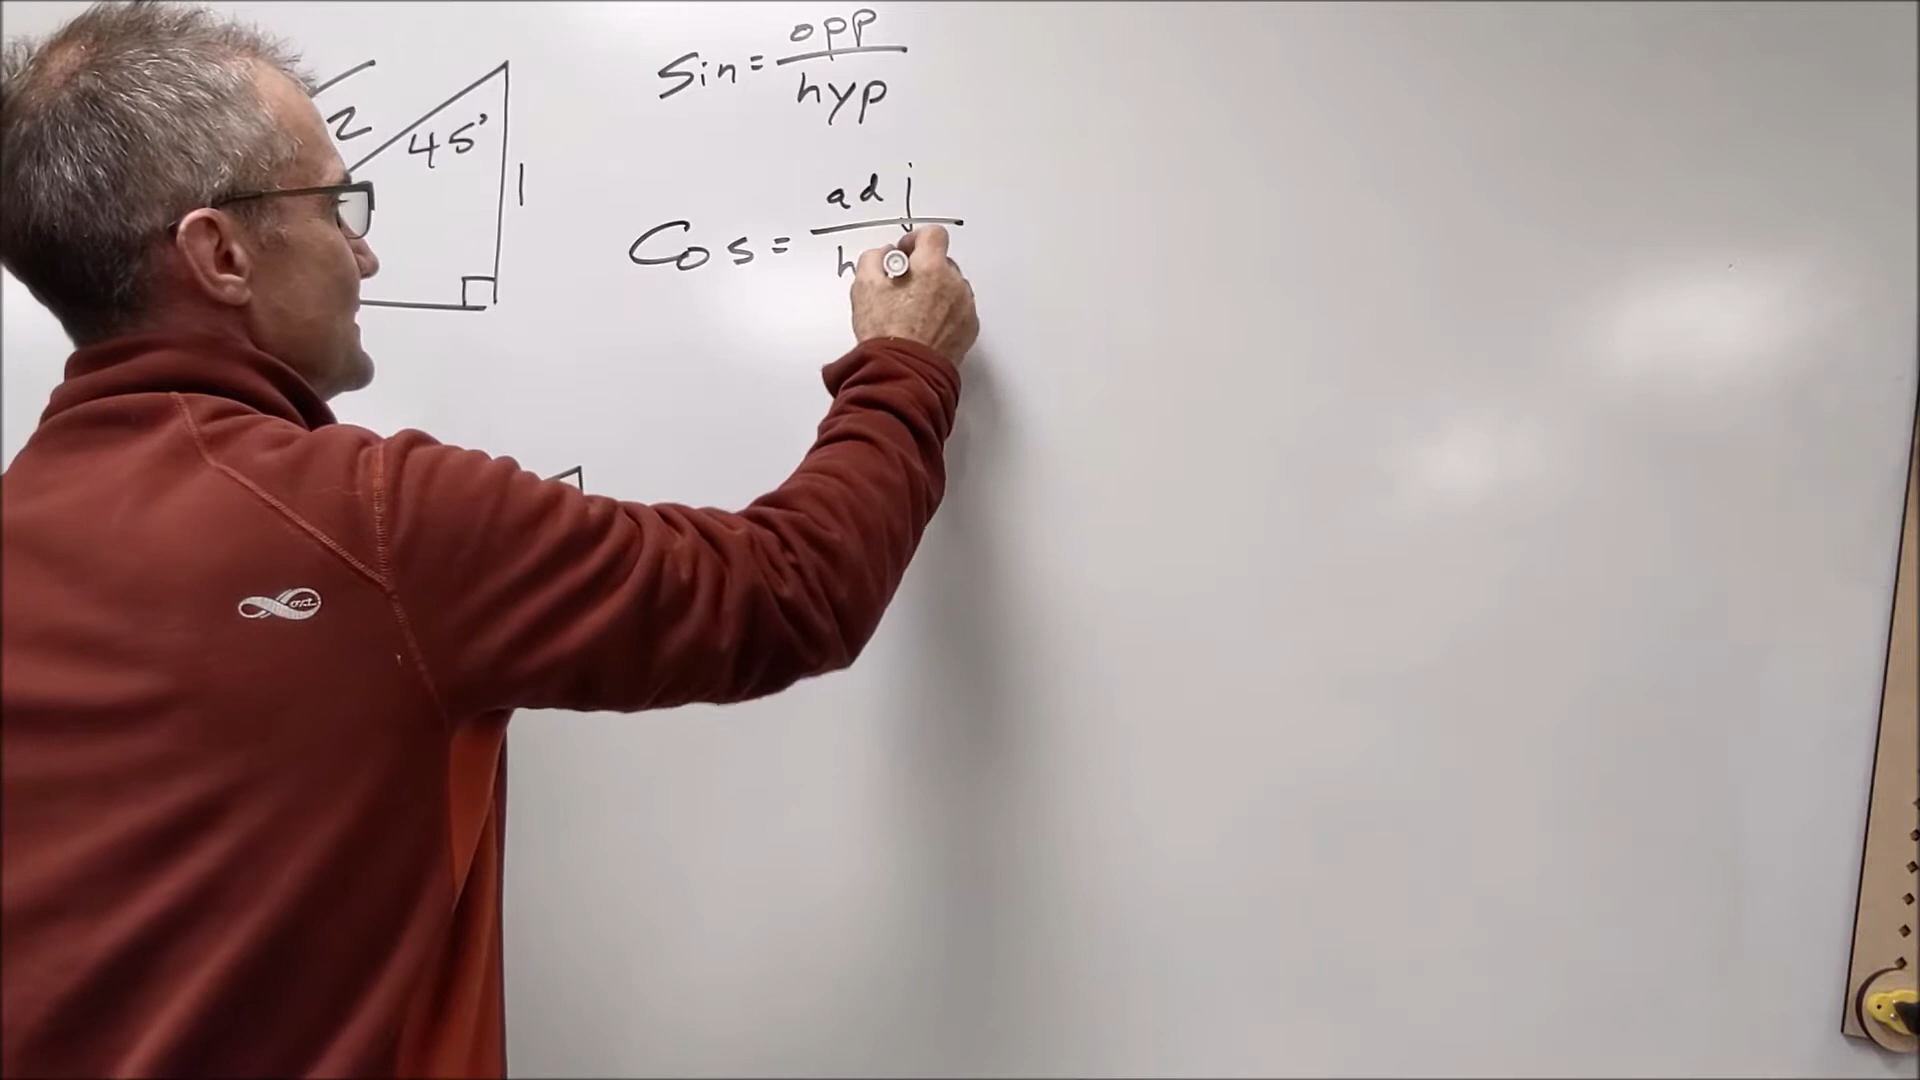 Sin = opp
hyp
2
45°
1
Cos = adj
h